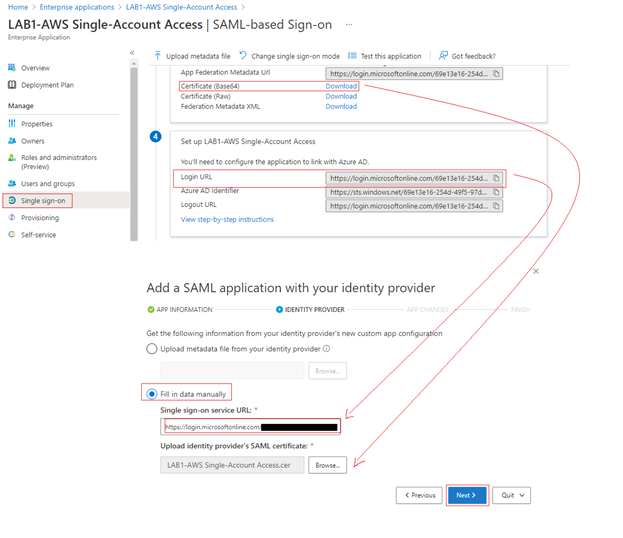 Home > Enterprise applications > LAB1-AWS Single-Account Access >
LAB1-AWS Single-Account Access | SAML-based Sign-on ...
Enterprise Application
«
Overview
Deployment Plan
Manage
Properties
Owners
Roles and administrators
(Preview)
Users and groups
Single sign-on
Provisioning
Self-service
Upload metadata file
Change single sign-on mode
Test this application
Got feedback?
App Federation Metadata Url
https://login.microsoftonline.com/69e13e16-254d...
Certificate (Base64)
Download
Certificate (Raw)
Download
Federation Metadata XML
Download
4
Set up LAB1-AWS Single-Account Access
You'll need to configure the application to link with Azure AD.
Login URL
https://login.microsoftonline.com/69e13e16-254d...
Azure AD Identifier
https://sts.windows.net/69e13e16-254d-49f5-97d...
Logout URL
https://login.microsoftonline.com/69e13e16-254d...
View step-by-step instructions
Add a SAML application with your identity provider
APP INFORMATION
IDENTITY PROVIDER
APP CHANGES
FINISH
Get the following information from your identity provider's new custom app configuration
Upload metadata file from your identity provider
Browse...
Fill in data manually
Single sign-on service URL: *
https://login.microsoftonline.com/
Upload identity provider's SAML certificate: *
LAB1-AWS Single-Account Access.cer
Browse...
< Previous
Next >
Quit